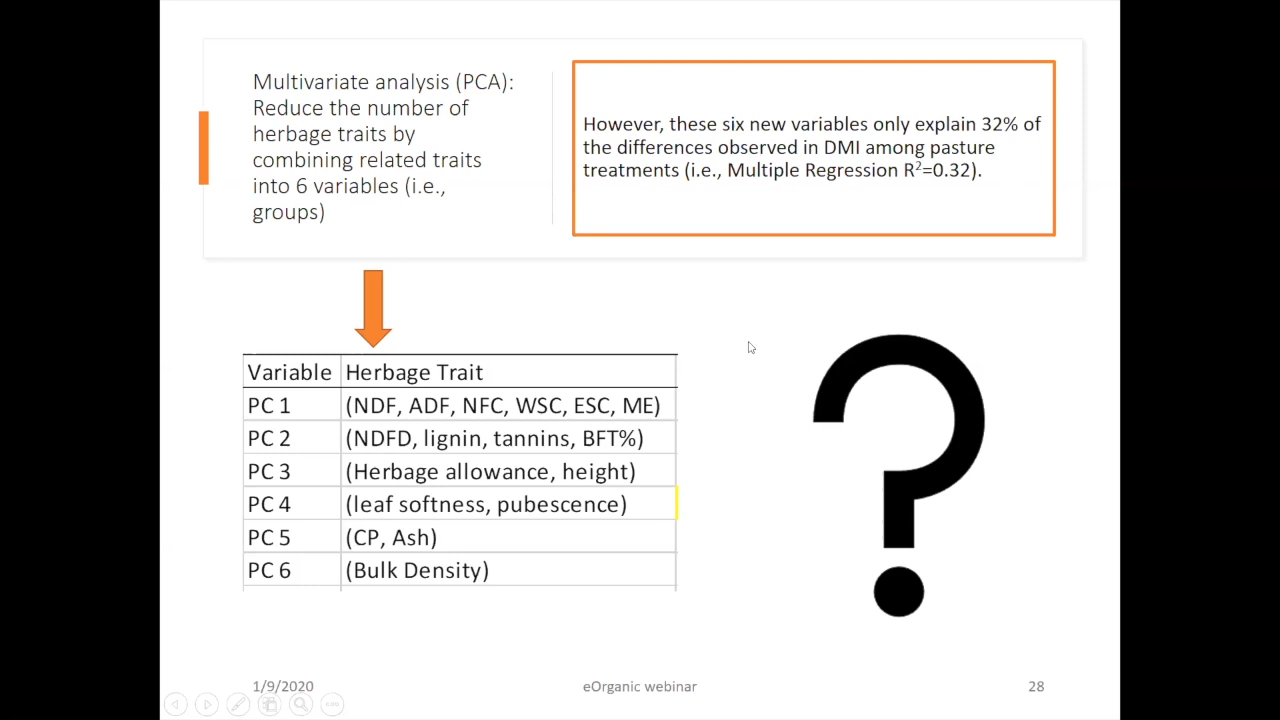 Multivariate analysis (PCA):
Reduce the number of
herbage traits by
combining related traits
into 6 variables (i.e.,
groups)
However, these six new variables only explain 32% of
the differences observed in DMI among pasture
treatments (i.e., Multiple Regression R²=0.32).
Variable Herbage Trait
PC 1 (NDF, ADF, NFC, WSC, ESC, ME)
PC 2 (NDFD, lignin, tannins, BFT%)
PC 3 (Herbage allowance, height)
PC 4 (leaf softness, pubescence)
PC 5 (CP, Ash)
PC 6 (Bulk Density)
?
1/9/2020 eOrganic webinar 28